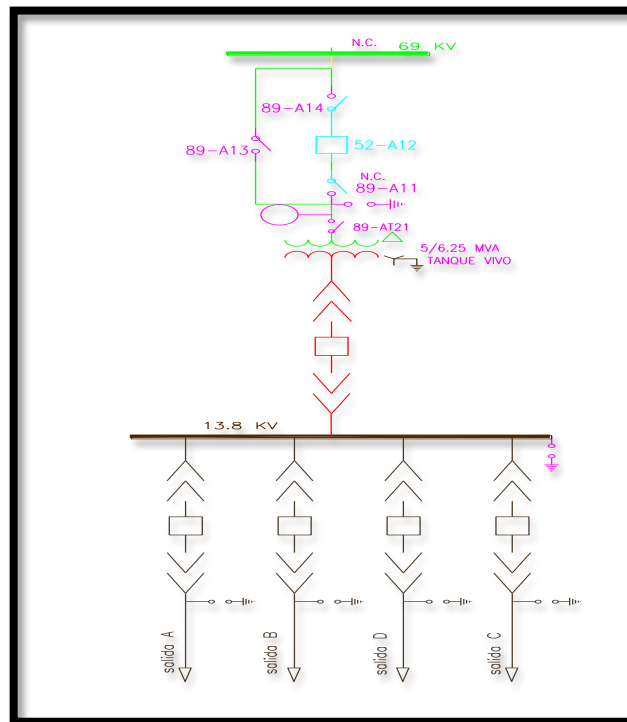 N.C.
69 KV
89-A14
52-A12
89-A13
N.C.
89-A11
89-AT21
5/6.25 MVA
TANQUE VIVO
13.8 KV
salida A
salida B
salida D
salida C